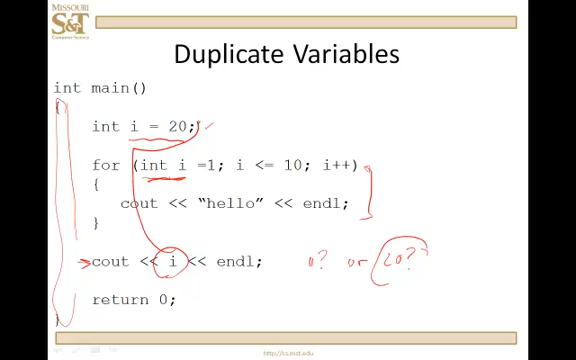 MISSOURI
S&T
Computer Science
Duplicate Variables
int main()
{
int i = 20;
for (int i =1; i <= 10; i++)
{
cout << “hello” << endl;
}
cout << i << endl;
or 20?
return 0;
}
http://cs.mst.edu